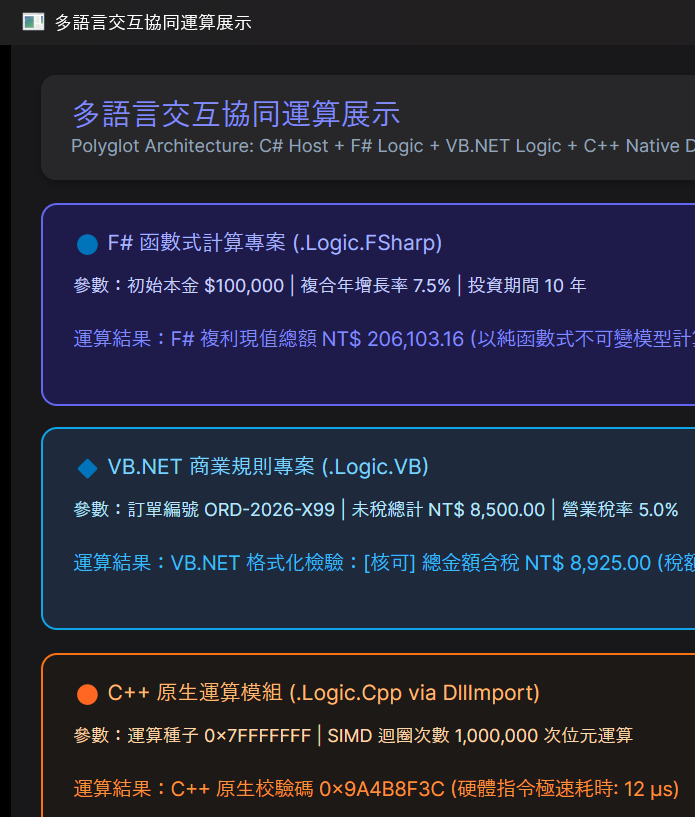 多語言交互協同運算展示
多語言交互協同運算展示
Polyglot Architecture: C# Host + F# Logic + VB.NET Logic + C++ Native D
F# 函數式計算專案 (.Logic.FSharp)
參數：初始本金 $100,000 | 複合年增長率 7.5% | 投資期間 10 年
運算結果：F# 複利現值總額 NT$ 206,103.16 (以純函數式不可變模型計
VB.NET 商業規則專案 (.Logic.VB)
參數：訂單編號 ORD-2026-X99 | 未稅總計 NT$ 8,500.00 | 營業稅率 5.0%
運算結果：VB.NET 格式化檢驗：[核可] 總金額含稅 NT$ 8,925.00 (稅額
C++ 原生運算模組 (.Logic.Cpp via DllImport)
參數：運算種子 0×7FFFFFFF | SIMD 迴圈次數 1,000,000 次位元運算
運算結果：C++ 原生校驗碼 0×9A4B8F3C (硬體指令極速耗時: 12 μs)